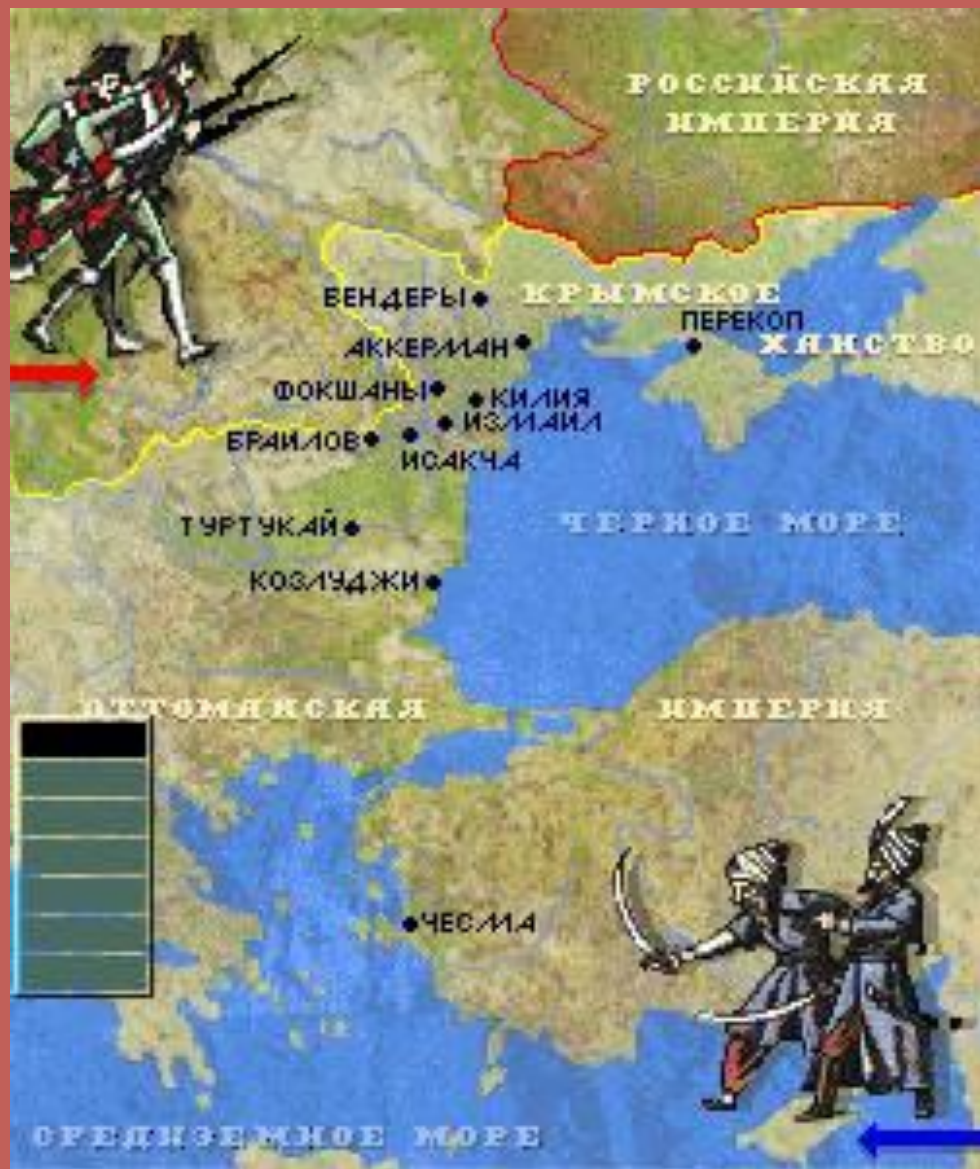 РОССИЙСКАЯ
ИМПЕРИЯ
ВЕНДЕРЫ
КРЫМСКОЕ
ПЕРЕКОП
АККЕРМАН
ХАНСТВО
ФОКШАНЫ
КИЛИЯ
ИЗМАИЛ
БРАИЛОВ
ИСАКЧА
ТУРТУКАЙ
ЧЕРНОЕ МОРЕ
КОЗЛУДЖИ
ОТТОМАНСКАЯ ИМПЕРИЯ
ЧЕСМА
СРЕДИЗЕМНОЕ МОРЕ